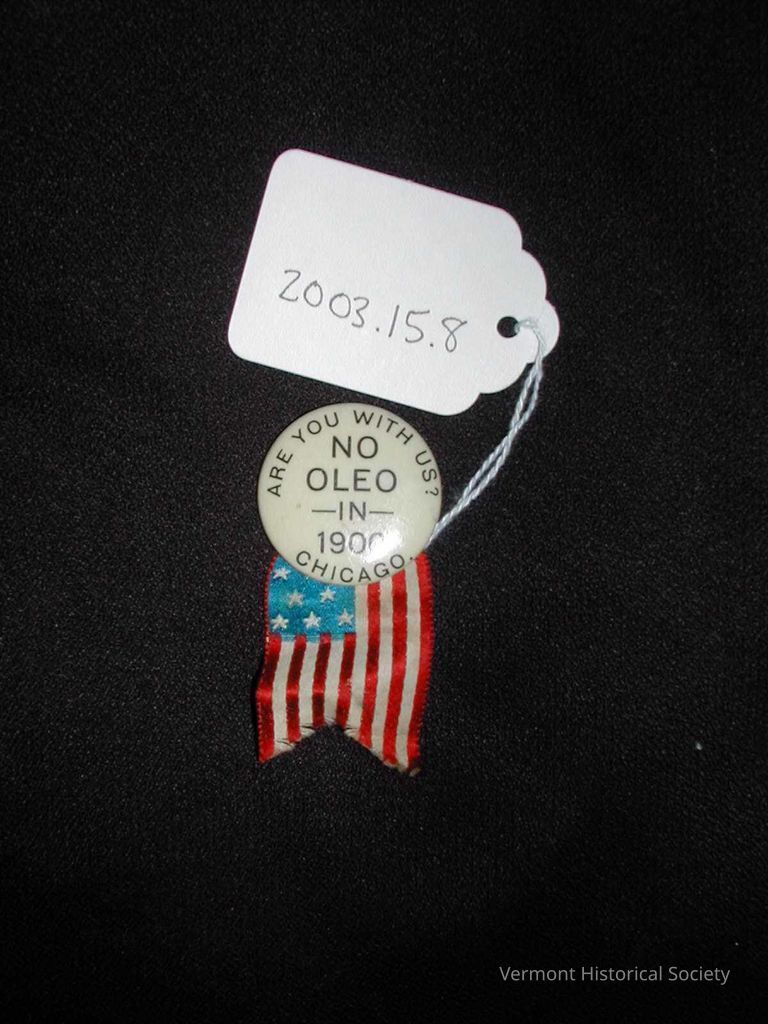 2003.15.8
ARE YOU WITH US?
NO
OLEO
—IN—
1900
CHICAGO.
Vermont Historical Society